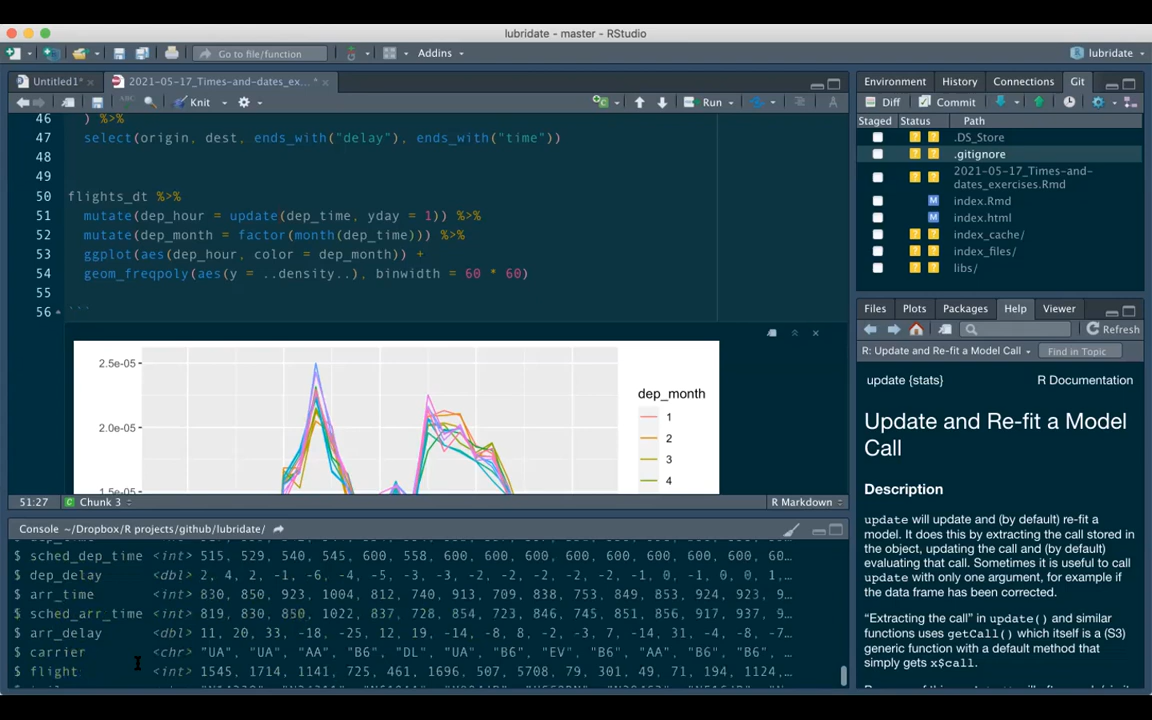 lubridate - master - RStudio
Go to file/function
Addins
lubridate
Untitled1*
2021-05-17_Times-and-dates_ex...*
Knit
Run
46
) %>%
47
select(origin, dest, ends_with("delay"), ends_with("time"))
48
49
50
flights_dt %>%
51
mutate(dep_hour = update(dep_time, yday = 1)) %>%
52
mutate(dep_month = factor(month(dep_time))) %>%
53
ggplot(aes(dep_hour, color = dep_month)) +
54
geom_freqpoly(aes(y = ..density..), binwidth = 60 * 60)
55
56
```
2.5e-05
2.0e-05
dep_month
1
2
3
4
51:27
Chunk 3
R Markdown
Console ~/Dropbox/R projects/github/lubridate/
$ sched_dep_time <int> 515, 529, 540, 545, 600, 558, 600, 600, 600, 600, 600, 600, 600, 600, 60...
$ dep_delay <dbl> 2, 4, 2, -1, -6, -4, -5, -3, -3, -2, -2, -2, -2, -2, -1, 0, -1, 0, 0, 1,...
$ arr_time <int> 830, 850, 923, 1004, 812, 740, 913, 709, 838, 753, 849, 853, 924, 923, 9...
$ sched_arr_time <int> 819, 830, 850, 1022, 837, 728, 854, 723, 846, 745, 851, 856, 917, 937, 9...
$ arr_delay <dbl> 11, 20, 33, -18, -25, 12, 19, -14, -8, 8, -2, -3, 7, -14, 31, -4, -8, -7...
$ carrier <chr> "UA", "UA", "AA", "B6", "DL", "UA", "B6", "EV", "B6", "AA", "B6", "B6",...
$ flight <int> 1545, 1714, 1141, 725, 461, 1696, 507, 5708, 79, 301, 49, 71, 194, 1124,...
Environment
History
Connections
Git
Diff
Commit
Staged
Status
Path
.DS_Store
.gitignore
2021-05-17_Times-and-
dates_exercises.Rmd
index.Rmd
index.html
index_cache/
index_files/
libs/
Files
Plots
Packages
Help
Viewer
Refresh
R: Update and Re-fit a Model Call
Find in Topic
update {stats}
R Documentation
Update and Re-fit a Model
Call
Description
update will update and (by default) re-fit a
model. It does this by extracting the call stored in
the object, updating the call and (by default)
evaluating that call. Sometimes it is useful to call
update with only one argument, for example if
the data frame has been corrected.
“Extracting the call” in update() and similar
functions uses getCall() which itself is a (S3)
generic function with a default method that
simply gets x$call.